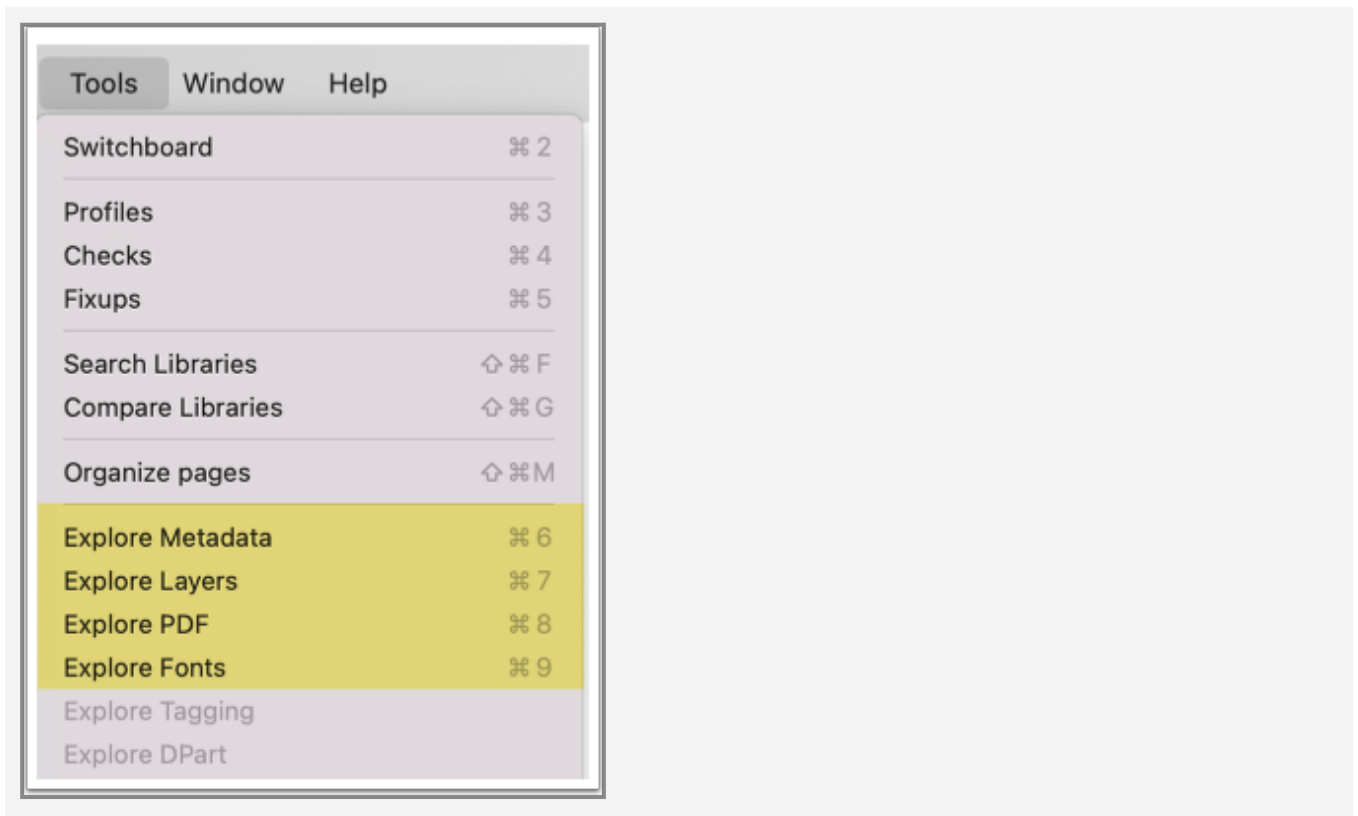 Tools Window Help
Switchboard ⌘ 2
Profiles ⌘ 3
Checks ⌘ 4
Fixups ⌘ 5
Search Libraries ⇧ ⌘ F
Compare Libraries ⇧ ⌘ G
Organize pages ⇧ ⌘ M
Explore Metadata ⌘ 6
Explore Layers ⌘ 7
Explore PDF ⌘ 8
Explore Fonts ⌘ 9
Explore Tagging
Explore DPart